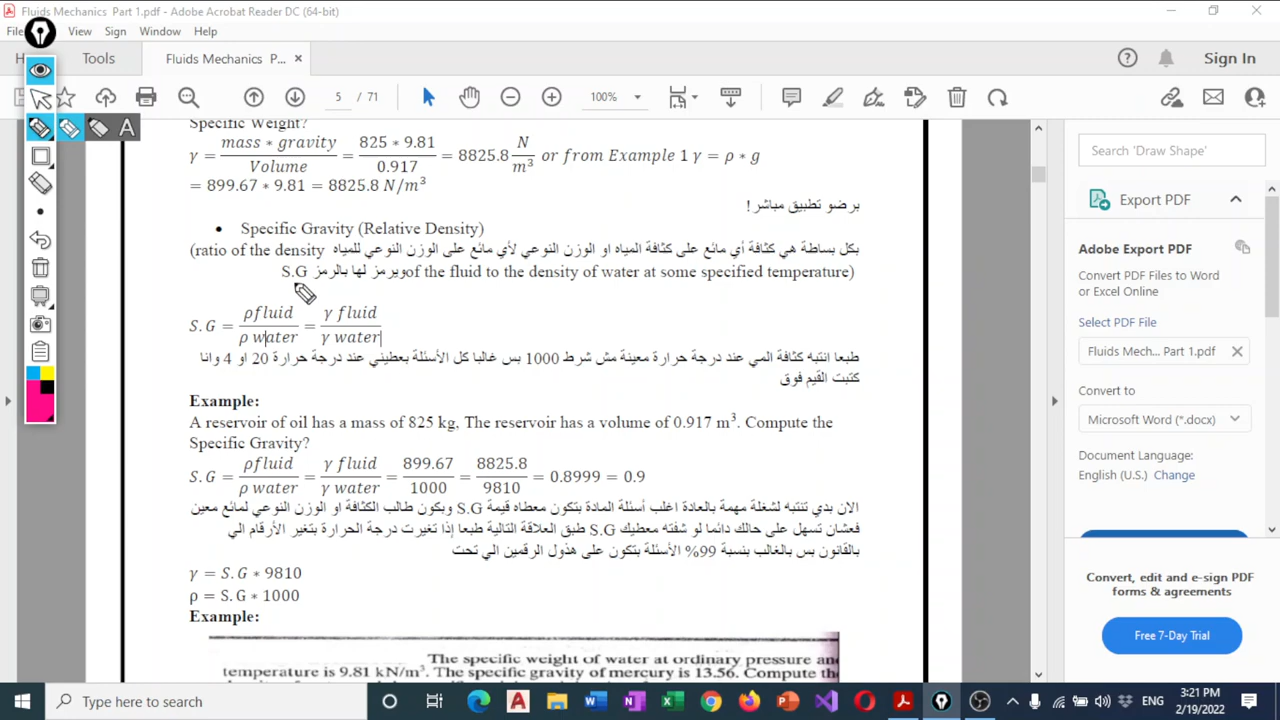 Fluids Mechanics Part 1.pdf - Adobe Acrobat Reader DC (64-bit)
File View Sign Window Help
Tools Fluids Mechanics P... × Sign In
5 / 71 100%
Specific Weight?
γ = mass ∗ gravity / Volume = 825 ∗ 9.81 / 0.917 = 8825.8 N/m³ or from Example 1 γ = ρ ∗ g
= 899.67 ∗ 9.81 = 8825.8 N/m³
برضو تطبيق مباشر!
• Specific Gravity (Relative Density)
بكل بساطة هي كثافة أي مائع على كثافة المياه او الوزن النوعي لأي مائع على الوزن النوعي للمياه (ratio of the density
of the fluid to the density of water at some specified temperature) ويرمز لها بالرمز S.G
S.G = ρfluid / ρ water = γ fluid / γ water
طبعا انتبه كثافة المي عند درجة حرارة معينة مش شرط 1000 بس غالبا كل الأسئلة بعطيني عند درجة حرارة 20 او 4 وانا
كتبت القيم فوق
Example:
A reservoir of oil has a mass of 825 kg, The reservoir has a volume of 0.917 m³. Compute the
Specific Gravity?
S.G = ρfluid / ρ water = γ fluid / γ water = 899.67 / 1000 = 8825.8 / 9810 = 0.8999 = 0.9
الان بدي تنتبه لشغلة مهمة بالعادة اغلب أسئلة المادة بتكون معطاه قيمة S.G وبكون طالب الكثافة او الوزن النوعي لمائع معين
فعشان تسهل على حالك دائما لو شفته معطيك S.G طبق العلاقة التالية طبعا إذا تغيرت درجة الحرارة بتغير الأرقام الي
بالقانون بس بالغالب بنسبة 99% الأسئلة بتكون على هذول الرقمين الي تحت
γ = S.G ∗ 9810
ρ = S.G ∗ 1000
Example:
The specific weight of water at ordinary pressure and
temperature is 9.81 kN/m³. The specific gravity of mercury is 13.56. Compute the
A
Search 'Draw Shape'
Export PDF
Adobe Export PDF
Convert PDF Files to Word
or Excel Online
Select PDF File
Fluids Mech... Part 1.pdf ×
Convert to
Microsoft Word (*.docx)
Document Language:
English (U.S.) Change
Convert, edit and e-sign PDF
forms & agreements
Free 7-Day Trial
Type here to search
ENG
3:21 PM
2/19/2022